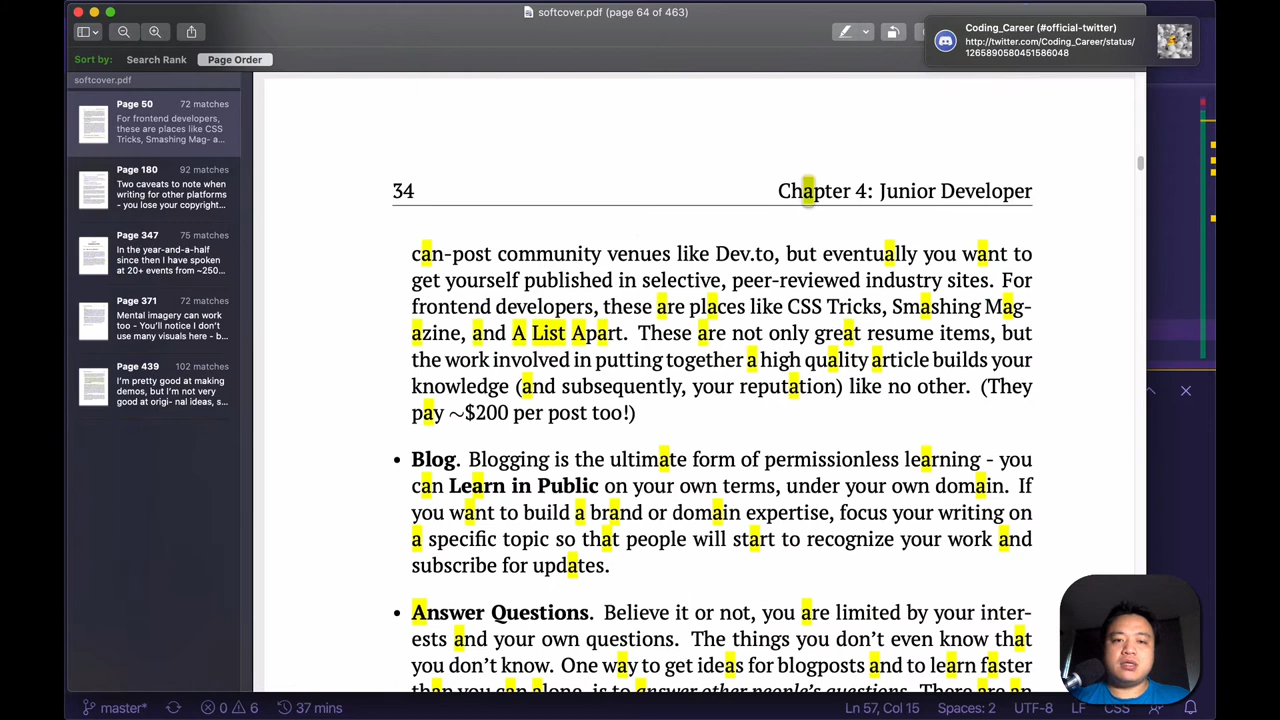 softcover.pdf (page 64 of 463)
Coding_Career (#official-twitter)
http://twitter.com/Coding_Career/status/
1265890580451586048
Sort by: Search Rank Page Order
softcover.pdf
Page 50 72 matches
For frontend developers,
these are places like CSS
Tricks, Smashing Mag- a...
Page 180 92 matches
Two caveats to note when
writing for other platforms
- you lose your copyright...
Page 347 75 matches
In the year-and-a-half
since then I have spoken
at 20+ events from ~250...
Page 371 72 matches
Mental imagery can work
too - You'll notice I don't
use many visuals here - b...
Page 439 102 matches
I'm pretty good at making
demos, but I'm not very
good at origi- nal ideas, s...
34 Chapter 4: Junior Developer
can-post community venues like Dev.to, but eventually you want to
get yourself published in selective, peer-reviewed industry sites. For
frontend developers, these are places like CSS Tricks, Smashing Mag-
azine, and A List Apart. These are not only great resume items, but
the work involved in putting together a high quality article builds your
knowledge (and subsequently, your reputation) like no other. (They
pay ~$200 per post too!)
• Blog. Blogging is the ultimate form of permissionless learning - you
can Learn in Public on your own terms, under your own domain. If
you want to build a brand or domain expertise, focus your writing on
a specific topic so that people will start to recognize your work and
subscribe for updates.
• Answer Questions. Believe it or not, you are limited by your inter-
ests and your own questions. The things you don't even know that
you don't know. One way to get ideas for blogposts and to learn faster
than you can alone, is to answer other people's questions. There are an
master* 0 6 37 mins Ln 57, Col 15 Spaces: 2 UTF-8 LF CSS